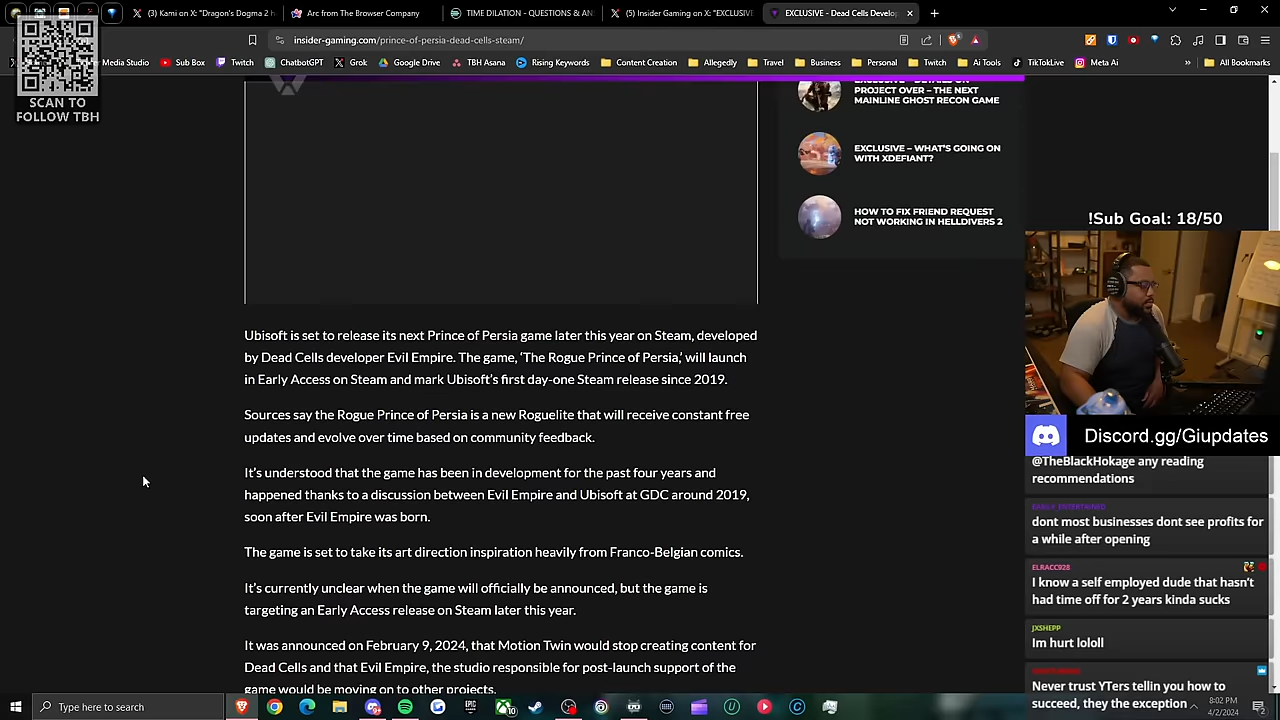 (3) Kami on X: "Dragon's Dogma 2 h
Arc from The Browser Company
TIME DILATION - QUESTIONS & AN
(5) Insider Gaming on X: "EXCLUSIVE
EXCLUSIVE - Dead Cells Develo
insider-gaming.com/prince-of-persia-dead-cells-steam/
Media Studio
Sub Box
Twitch
ChatbotGPT
Grok
Google Drive
TBH Asana
Rising Keywords
Content Creation
Allegedly
Travel
Business
Personal
Twitch
Ai Tools
TikTokLive
Meta Ai
All Bookmarks
SCAN TO
FOLLOW TBH
PROJECT OVER – THE NEXT
MAINLINE GHOST RECON GAME
EXCLUSIVE – WHAT'S GOING ON
WITH XDEFIANT?
HOW TO FIX FRIEND REQUEST
NOT WORKING IN HELLDIVERS 2
!Sub Goal: 18/50
Ubisoft is set to release its next Prince of Persia game later this year on Steam, developed
by Dead Cells developer Evil Empire. The game, ‘The Rogue Prince of Persia,’ will launch
in Early Access on Steam and mark Ubisoft’s first day-one Steam release since 2019.
Sources say the Rogue Prince of Persia is a new Roguelite that will receive constant free
updates and evolve over time based on community feedback.
It’s understood that the game has been in development for the past four years and
happened thanks to a discussion between Evil Empire and Ubisoft at GDC around 2019,
soon after Evil Empire was born.
The game is set to take its art direction inspiration heavily from Franco-Belgian comics.
It’s currently unclear when the game will officially be announced, but the game is
targeting an Early Access release on Steam later this year.
It was announced on February 9, 2024, that Motion Twin would stop creating content for
Dead Cells and that Evil Empire, the studio responsible for post-launch support of the
game would be moving on to other projects.
Discord.gg/Giupdates
@TheBlackHokage any reading
recommendations
dont most businesses dont see profits for
a while after opening
ELRACC928
I know a self employed dude that hasn't
had time off for 2 years kinda sucks
JXSHEPP
Im hurt lololl
Never trust YTers tellin you how to
succeed, they the exception
Type here to search
8:02 PM
4/2/2024